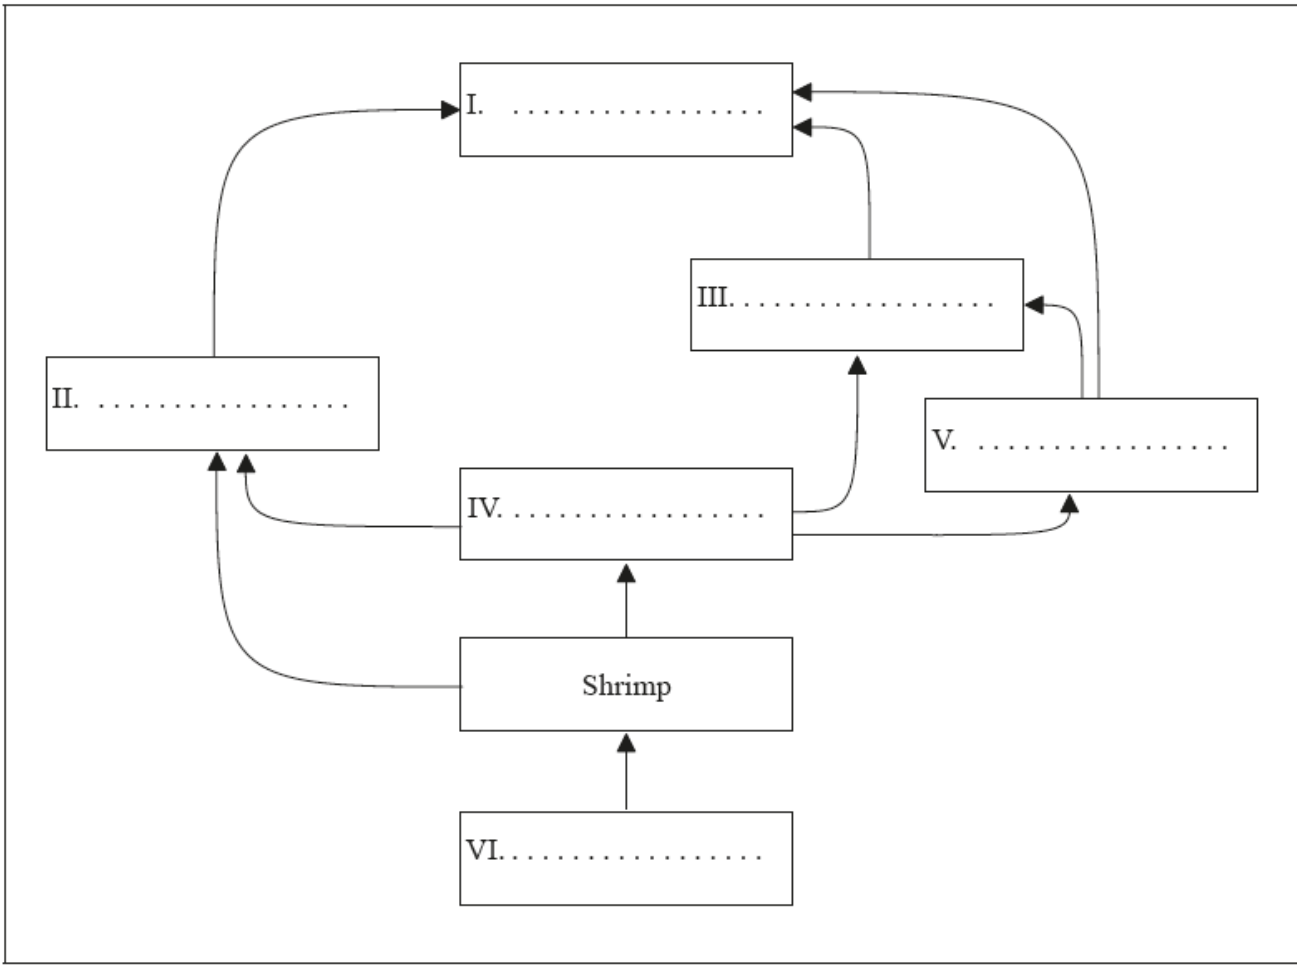 I. . . . . . . . . . . . . . . . . .
III. . . . . . . . . . . . . . . . . . .
II. . . . . . . . . . . . . . . . . .
V. . . . . . . . . . . . . . . . . .
IV. . . . . . . . . . . . . . . . . . .
Shrimp
VI. . . . . . . . . . . . . . . . . . .